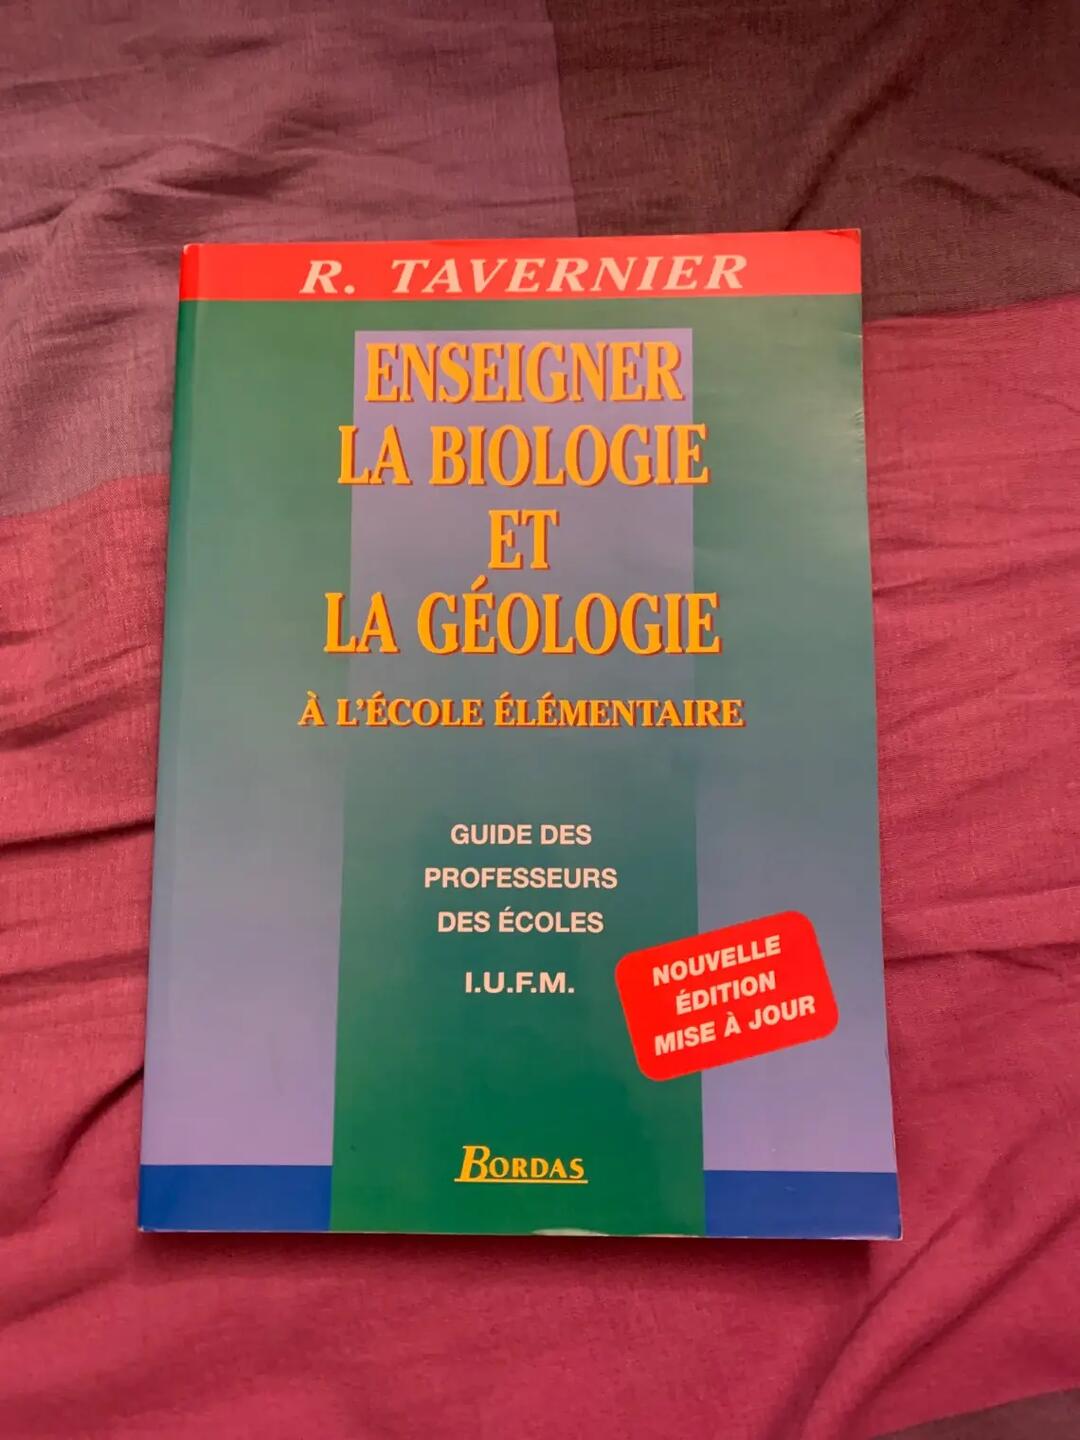 R. TAVERNIER
ENSEIGNER
LA BIOLOGIE
ET
LA GÉOLOGIE
À L'ÉCOLE ÉLÉMENTAIRE
GUIDE DES
PROFESSEURS
DES ÉCOLES
I.U.F.M.
NOUVELLE
ÉDITION
MISE À JOUR
BORDAS